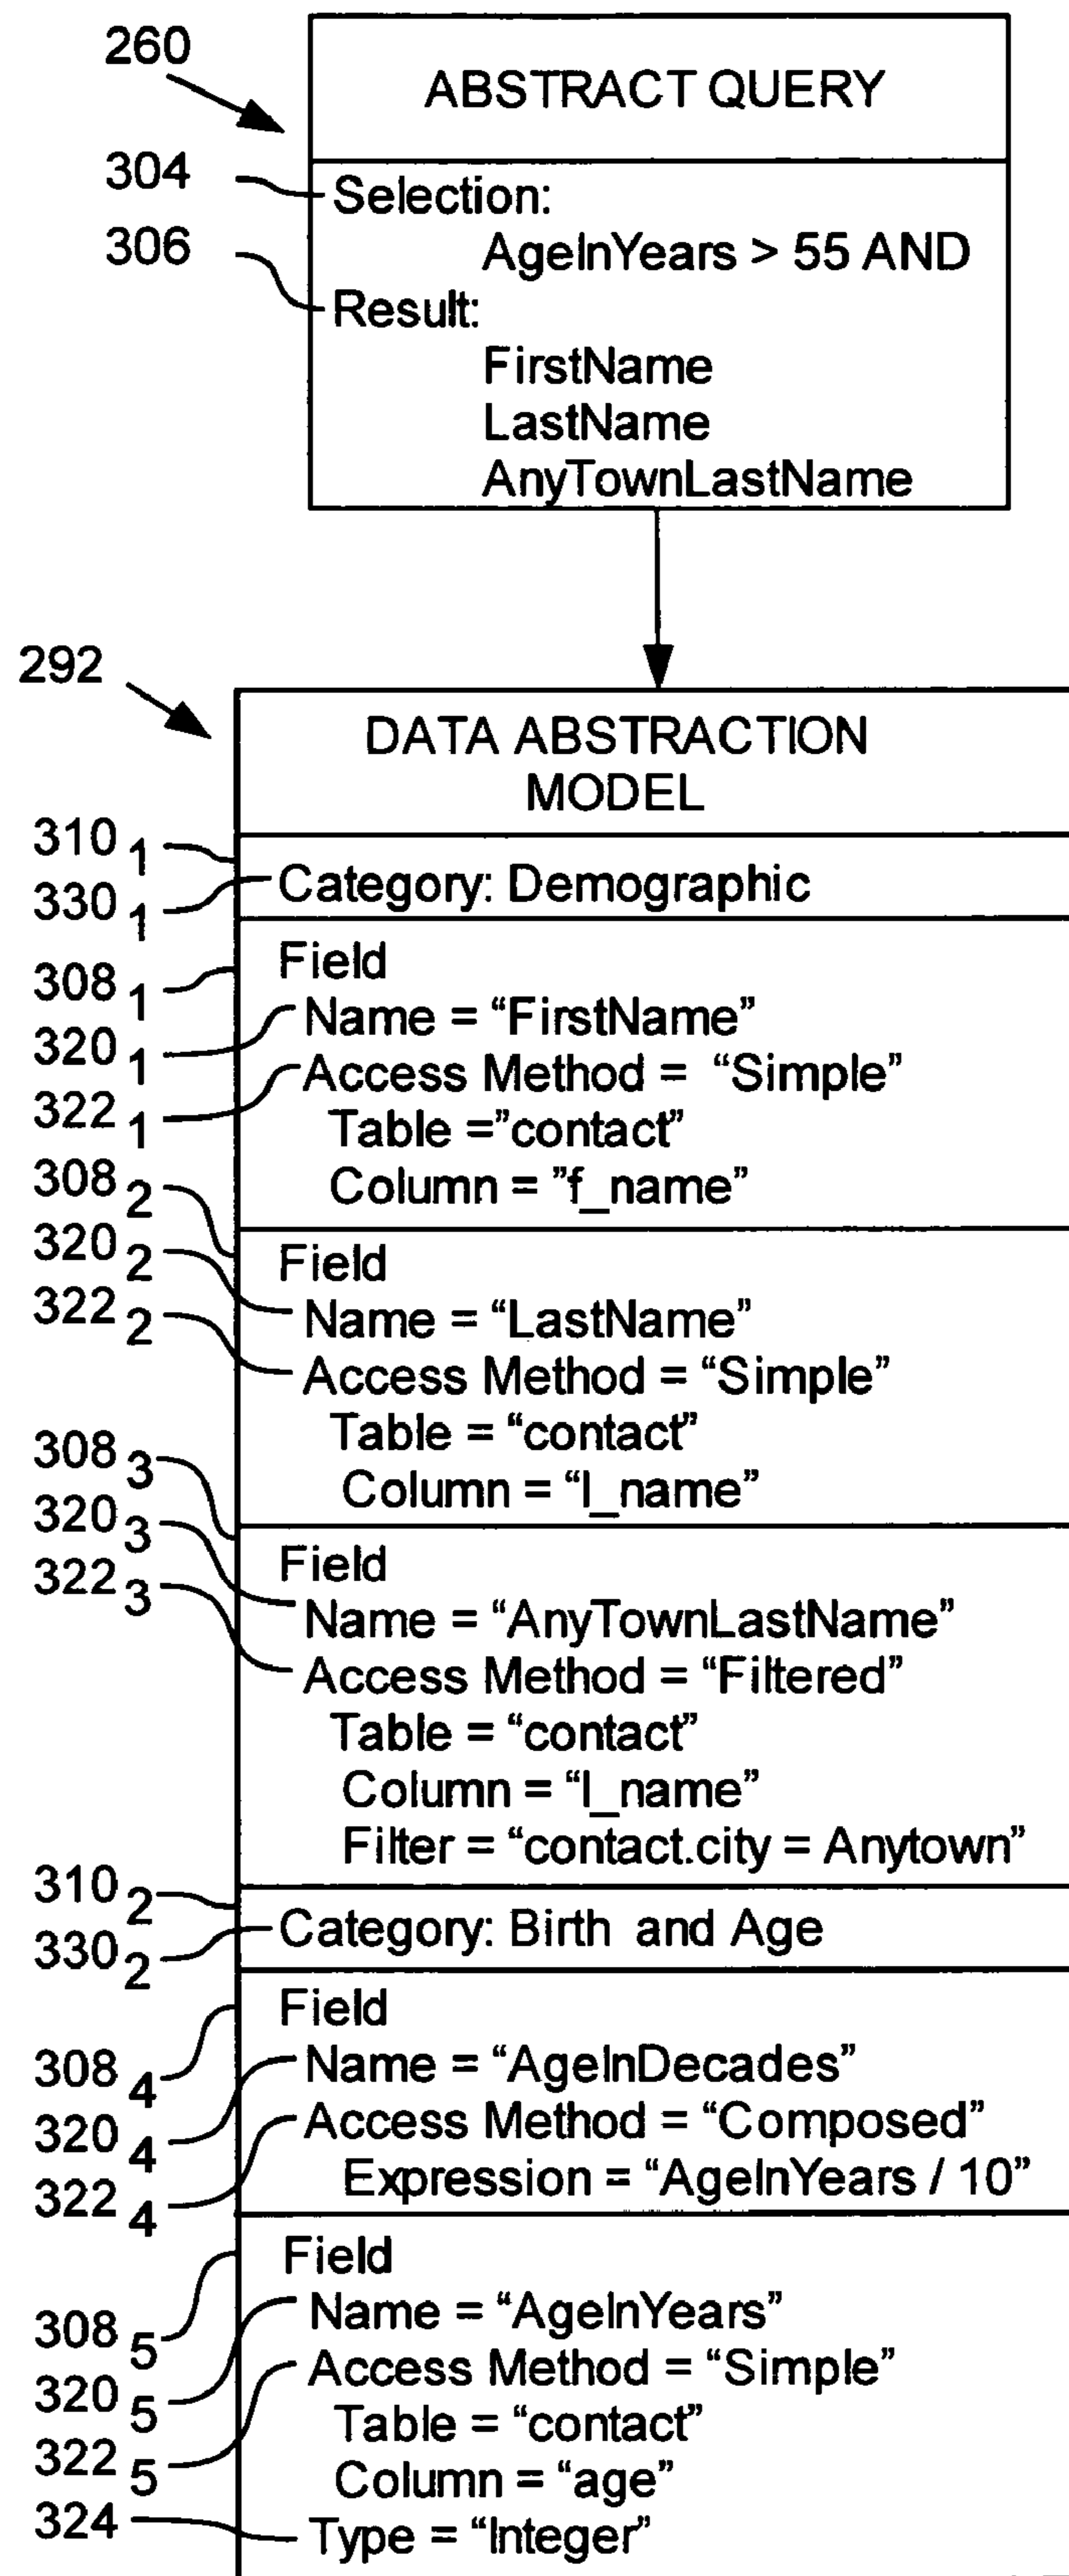 260
ABSTRACT QUERY
304
Selection:
AgeInYears > 55 AND
306
Result:
FirstName
LastName
AnyTownLastName
292
DATA ABSTRACTION
MODEL
310 1
330 1
Category: Demographic
308 1
Field
320 1
Name = “FirstName”
322 1
Access Method = “Simple”
Table =”contact”
308 2
Column = ”f_name”
320 2
Field
322 2
Name = “LastName”
Access Method = “Simple”
308 3
Table = “contact”
320 3
Column = “l_name”
322 3
Field
Name = “AnyTownLastName”
Access Method = “Filtered”
Table = “contact”
Column = “l_name”
Filter = “contact.city = Anytown”
310 2
330 2
Category: Birth and Age
Field
308 4
Name = “AgeInDecades”
320 4
Access Method = “Composed”
322 4
Expression = “AgeInYears / 10”
Field
308 5
Name = “AgeInYears”
320 5
Access Method = “Simple”
322 5
Table = “contact”
Column = “age”
324
Type = “Integer”